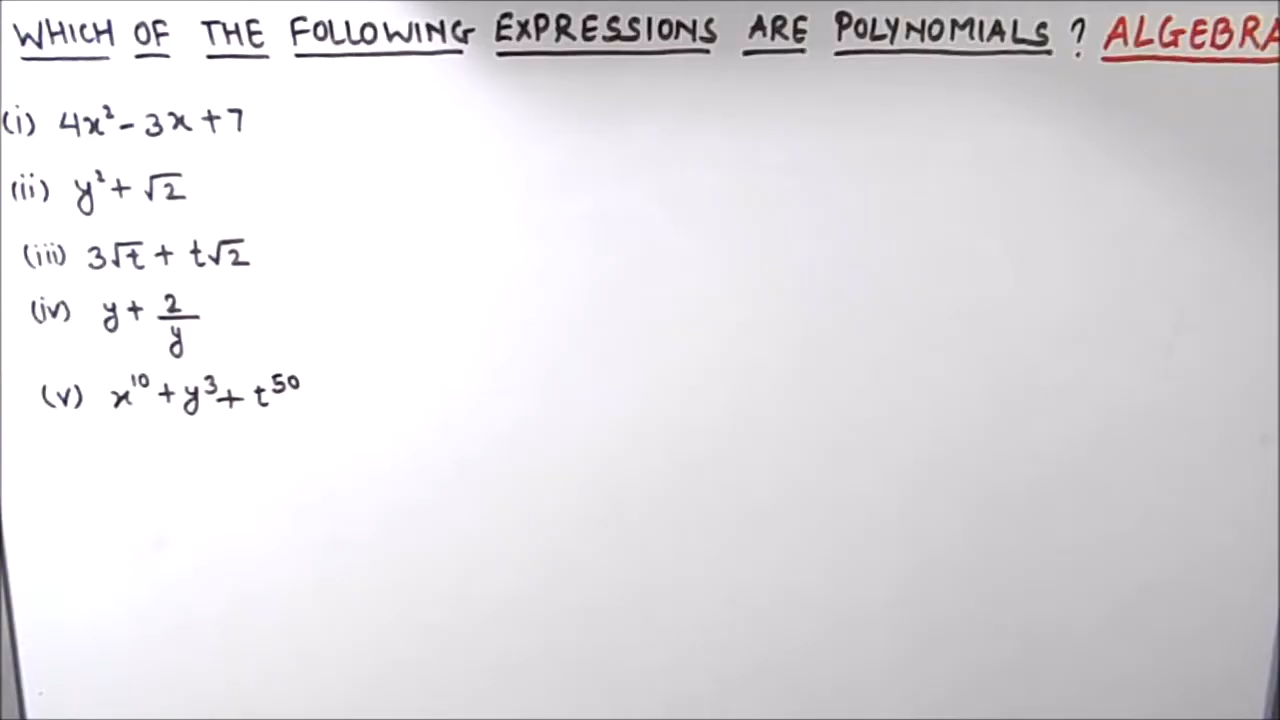 WHICH OF THE FOLLOWING EXPRESSIONS ARE POLYNOMIALS ? ALGEBRA
(i) 4x² - 3x + 7
(ii) y² + √2
(iii) 3√t + t√2
(iv) y + 2/y
(v) x¹⁰ + y³ + t⁵⁰